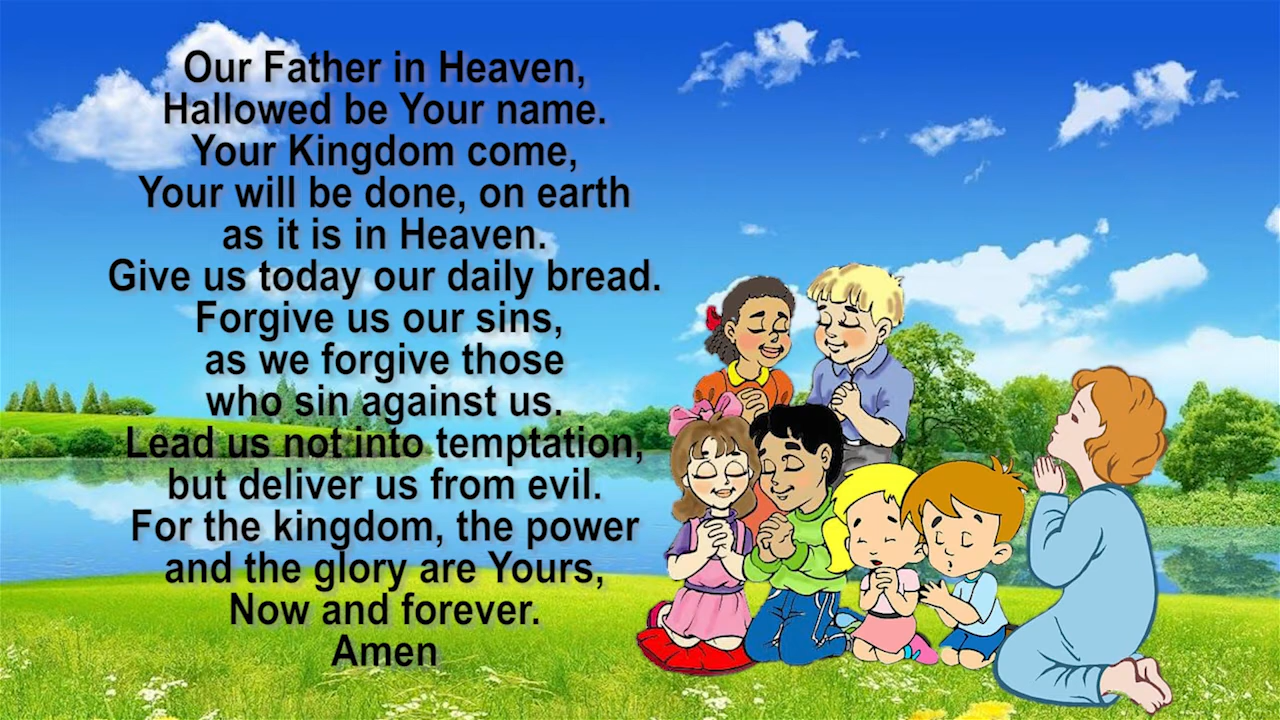 Our Father in Heaven,
Hallowed be Your name.
Your Kingdom come,
Your will be done, on earth
as it is in Heaven.
Give us today our daily bread.
Forgive us our sins,
as we forgive those
who sin against us.
Lead us not into temptation,
but deliver us from evil.
For the kingdom, the power
and the glory are Yours,
Now and forever.
Amen